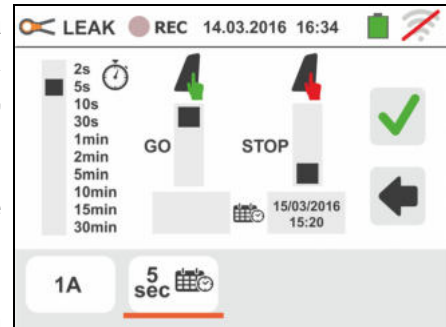 LEAK REC 14.03.2016 16:34
2s
5s
10s
30s
1min
2min
5min
10min
15min
30min
GO
STOP
15/03/2016
15:20
1A
5
sec